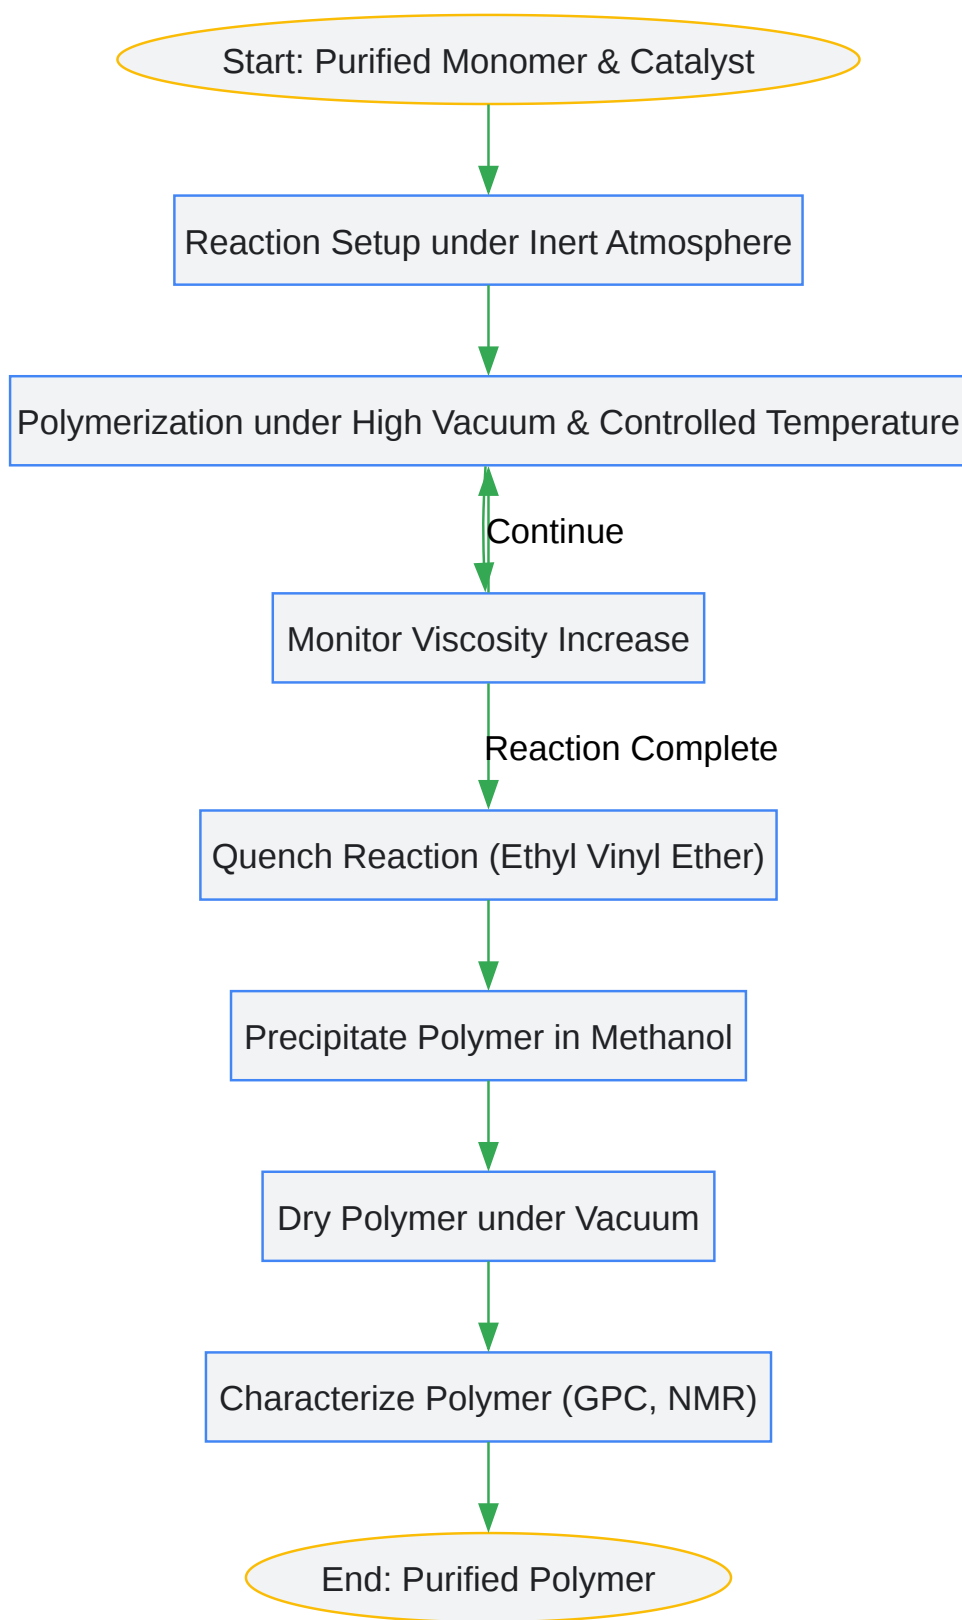 Start: Purified Monomer & Catalyst
Reaction Setup under Inert Atmosphere
Polymerization under High Vacuum & Controlled Temperature
Continue
Monitor Viscosity Increase
Reaction Complete
Quench Reaction (Ethyl Vinyl Ether)
Precipitate Polymer in Methanol
Dry Polymer under Vacuum
Characterize Polymer (GPC, NMR)
End: Purified Polymer